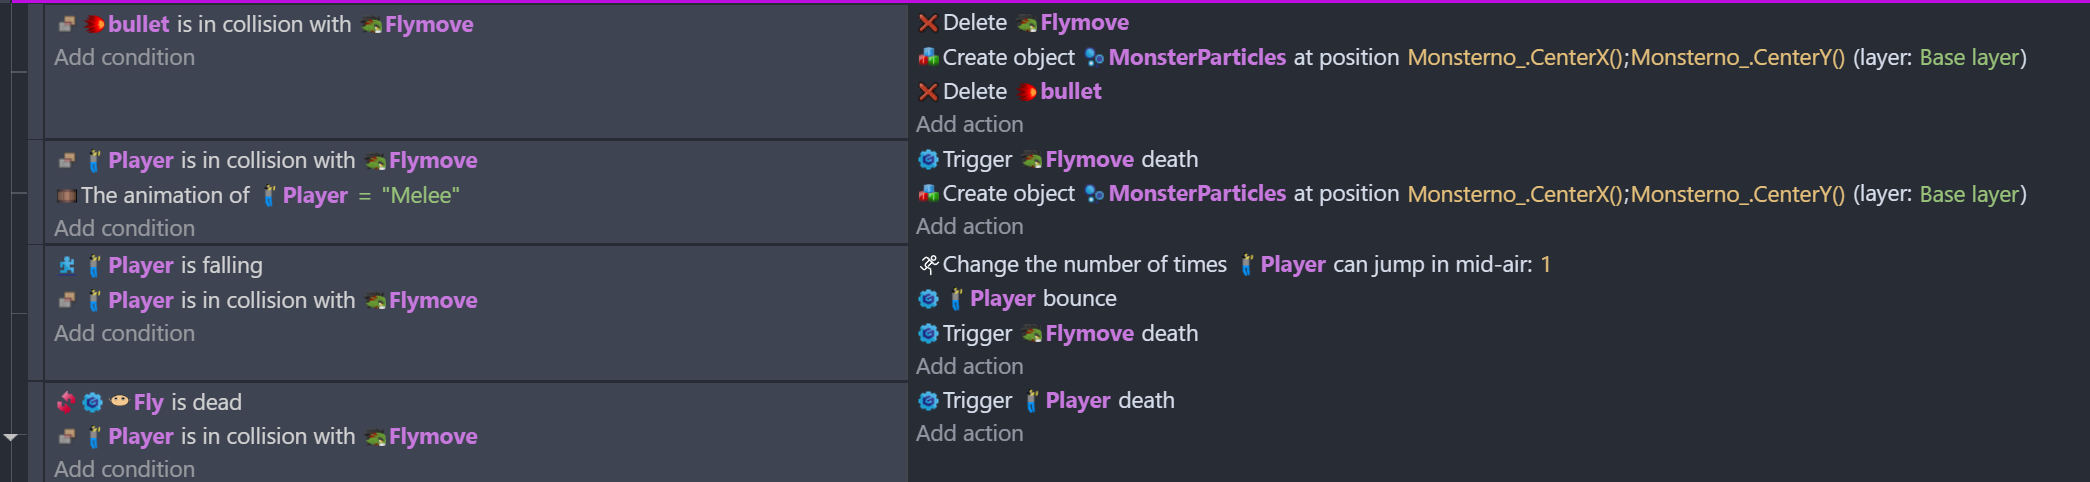 bullet is in collision with Flymove
Add condition
Delete Flymove
Create object MonsterParticles at position Monsterno_.CenterX();Monsterno_.CenterY() (layer: Base layer)
Delete bullet
Add action
Player is in collision with Flymove
The animation of Player = "Melee"
Add condition
Trigger Flymove death
Create object MonsterParticles at position Monsterno_.CenterX();Monsterno_.CenterY() (layer: Base layer)
Add action
Player is falling
Player is in collision with Flymove
Add condition
Change the number of times Player can jump in mid-air: 1
Player bounce
Trigger Flymove death
Add action
Fly is dead
Player is in collision with Flymove
Add condition
Trigger Player death
Add action